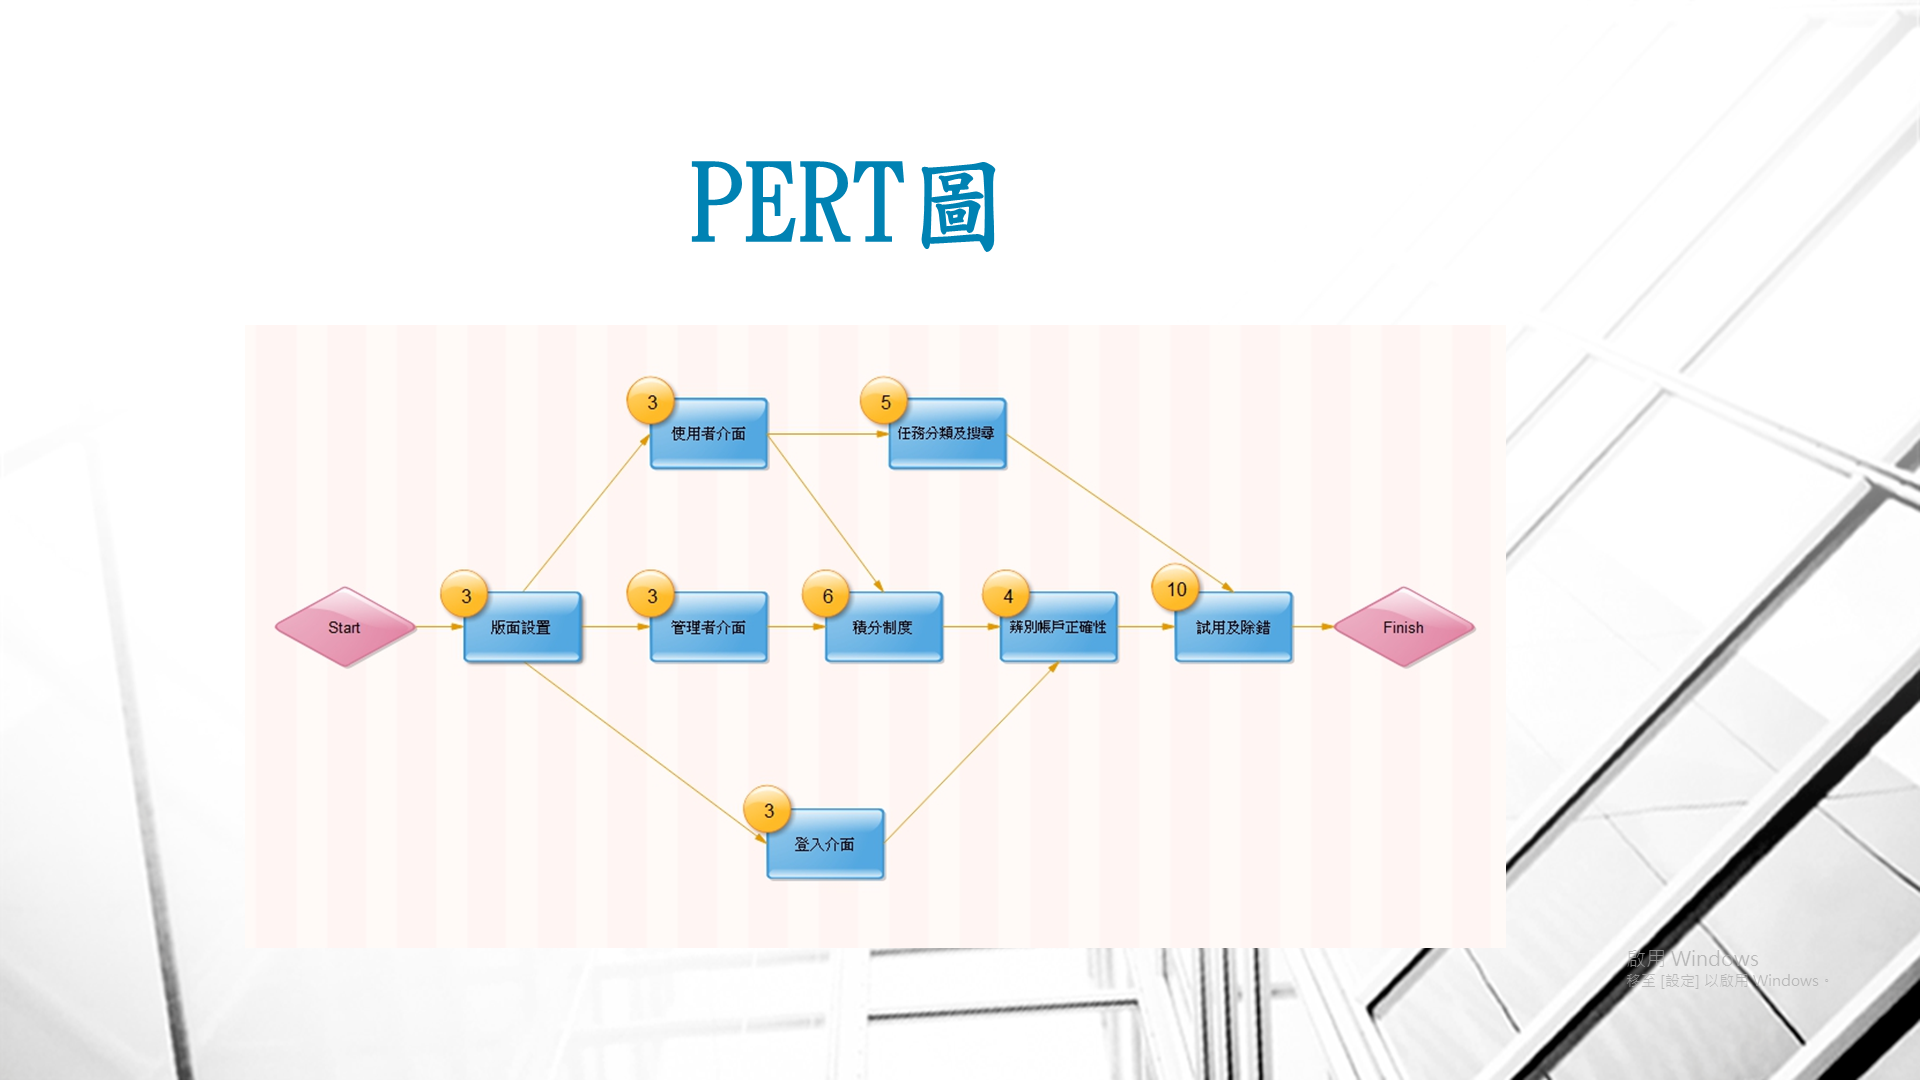 PERT圖
3
使用者介面
5
任務分類及搜尋
Start
3
版面設置
3
管理者介面
6
積分制度
4
辨別帳戶正確性
10
試用及除錯
Finish
3
登入介面
啟用 Windows
移至 [設定] 以啟用 Windows。